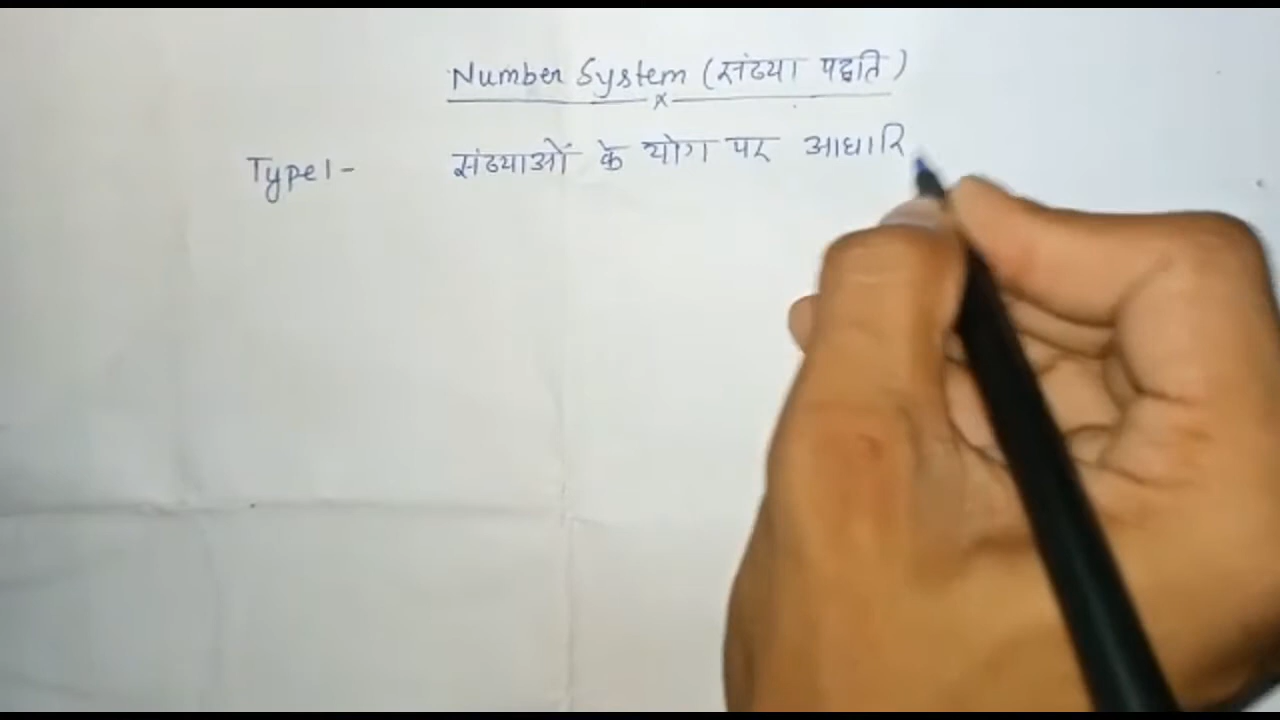 Number System (संख्या पद्धति)
Type1- संख्याओं के योग पर आधारि